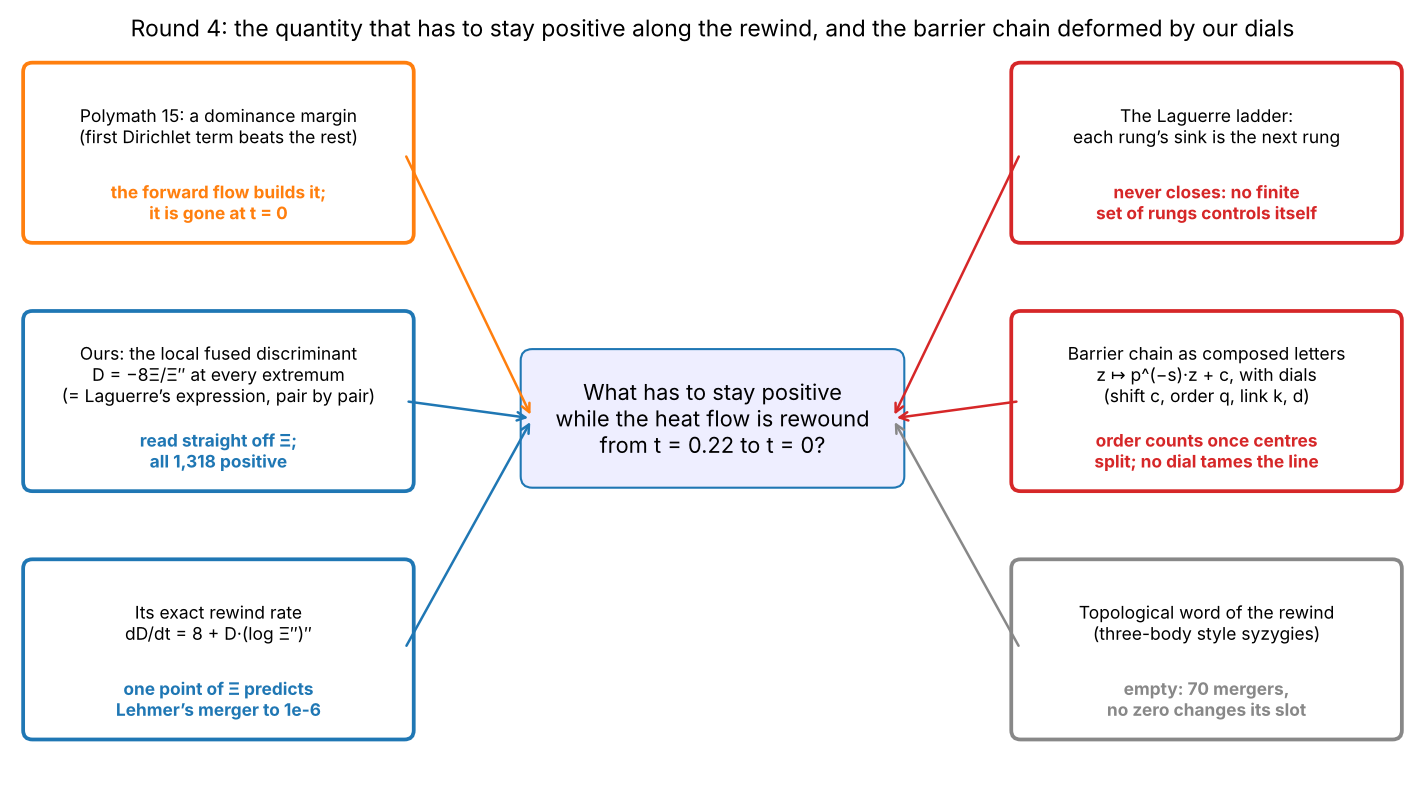 Round 4: the quantity that has to stay positive along the rewind, and the barrier chain deformed by our dials
Polymath 15: a dominance margin
(first Dirichlet term beats the rest)
the forward flow builds it;
it is gone at t = 0
Ours: the local fused discriminant
D = −8Ξ/Ξ″ at every extremum
(= Laguerre’s expression, pair by pair)
read straight off Ξ;
all 1,318 positive
Its exact rewind rate
dD/dt = 8 + D·(log Ξ″)″
one point of Ξ predicts
Lehmer’s merger to 1e-6
What has to stay positive
while the heat flow is rewound
from t = 0.22 to t = 0?
The Laguerre ladder:
each rung’s sink is the next rung
never closes: no finite
set of rungs controls itself
Barrier chain as composed letters
z ↦ p^(−s)·z + c, with dials
(shift c, order q, link k, d)
order counts once centres
split; no dial tames the line
Topological word of the rewind
(three-body style syzygies)
empty: 70 mergers,
no zero changes its slot